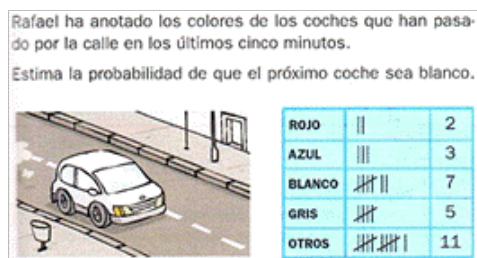 Rafael ha anotado los colores de los coches que han pasa-
do por la calle en los últimos cinco minutos.
Estima la probabilidad de que el próximo coche sea blanco.
ROJO || 2
AZUL ||| 3
BLANCO 7
GRIS 5
OTROS 11